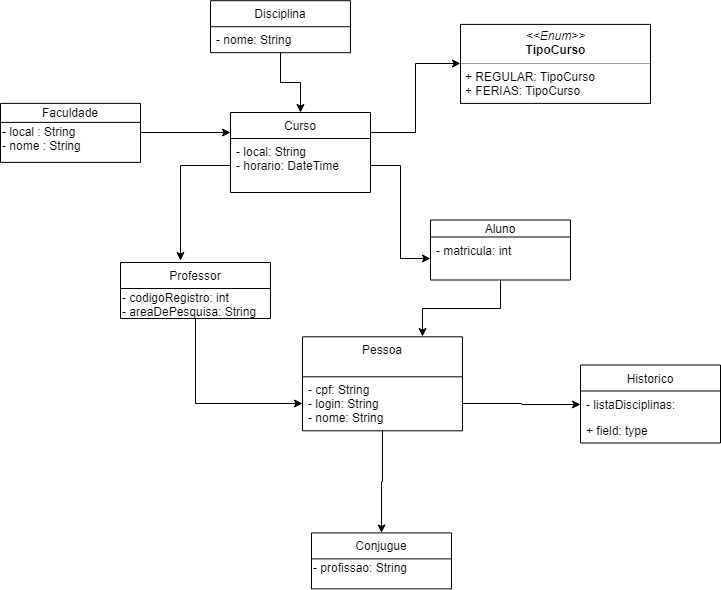 Disciplina
- nome: String
<<Enum>>
TipoCurso
+ REGULAR: TipoCurso
+ FERIAS: TipoCurso
Faculdade
- local : String
- nome : String
Curso
- local: String
- horario: DateTime
Aluno
- matricula: int
Professor
- codigoRegistro: int
- areaDePesquisa: String
Pessoa
- cpf: String
- login: String
- nome: String
Historico
- listaDisciplinas:
+ field: type
Conjugue
- profissao: String